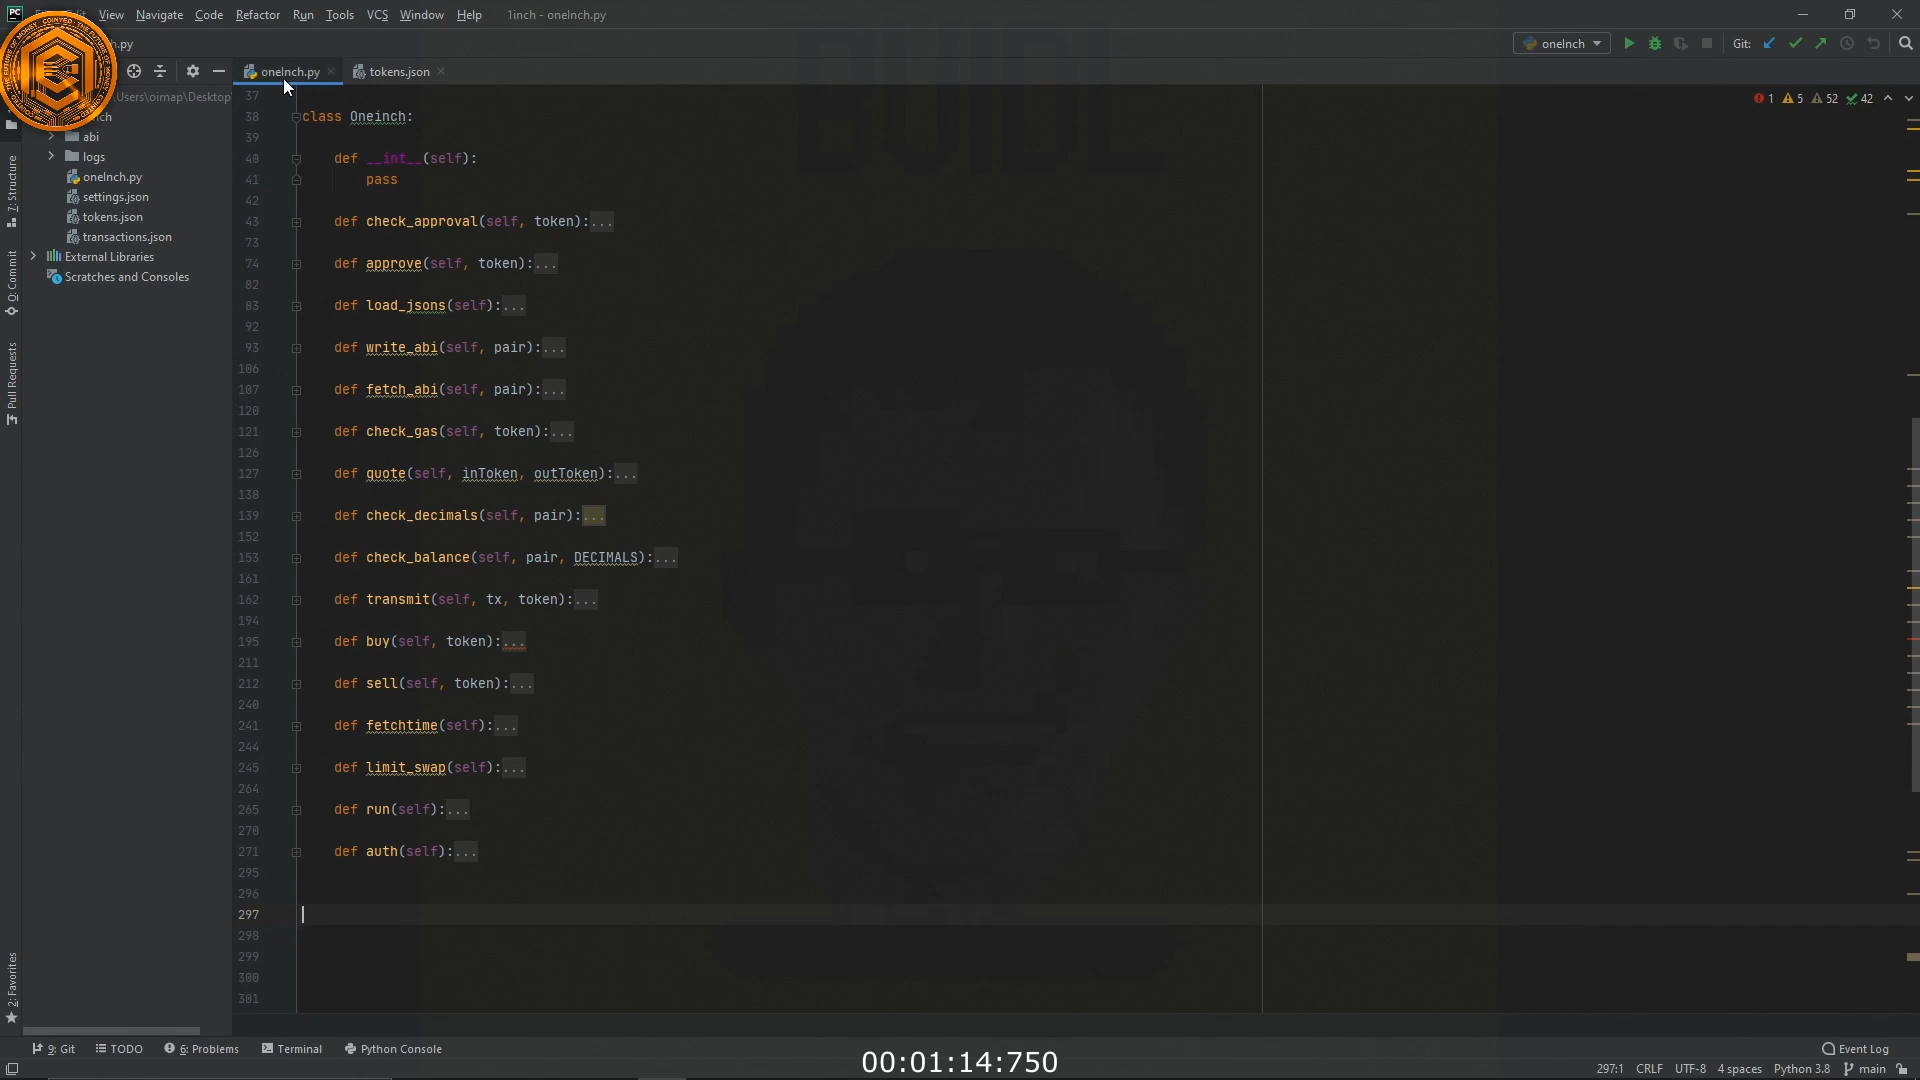 View Navigate Code Refactor Run Tools VCS Window Help 1inch - oneInch.py
h.py
oneInch Git:
oneInch.py tokens.json
\Users\oimap\Desktop
1 5 52 42
abi
logs
oneInch.py
settings.json
tokens.json
transactions.json
External Libraries
Scratches and Consoles
7: Structure
0: Commit
Pull Requests
2: Favorites
37
38 class Oneinch:
39
40 def __int__(self):
41 pass
42
43 def check_approval(self, token):...
73
74 def approve(self, token):...
82
83 def load_jsons(self):...
92
93 def write_abi(self, pair):...
106
107 def fetch_abi(self, pair):...
120
121 def check_gas(self, token):...
126
127 def quote(self, inToken, outToken):...
138
139 def check_decimals(self, pair):...
152
153 def check_balance(self, pair, DECIMALS):...
161
162 def transmit(self, tx, token):...
194
195 def buy(self, token):...
211
212 def sell(self, token):...
240
241 def fetchtime(self):...
244
245 def limit_swap(self):...
264
265 def run(self):...
270
271 def auth(self):...
295
296
297
298
299
300
301
9: Git TODO 6: Problems Terminal Python Console Event Log
00:01:14:750
297:1 CRLF UTF-8 4 spaces Python 3.8 main